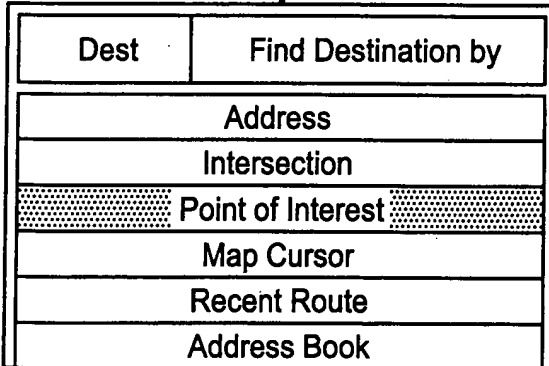 Dest Find Destination by
Address
Intersection
Point of Interest
Map Cursor
Recent Route
Address Book